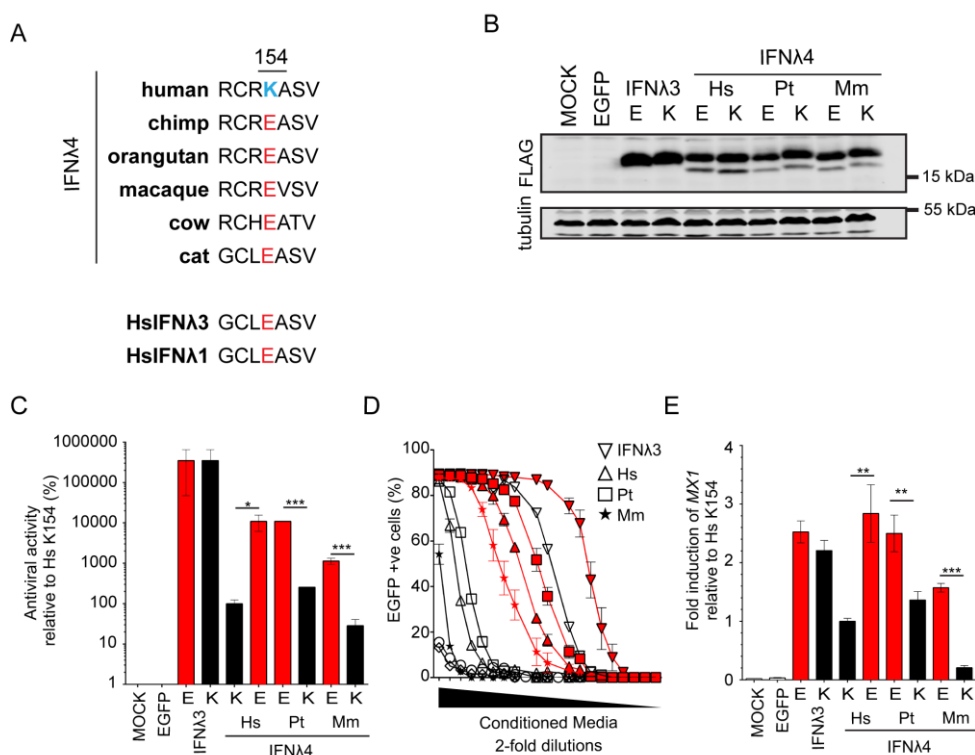 A
154
IFNλ4
human RCRKASV
chimp RCREASV
orangutan RCREASV
macaque RCREVSV
cow RCHEATV
cat GCLEASV
HsIFNλ3 GCLEASV
HsIFNλ1 GCLEASV
B
IFNλ4
MOCK EGFP IFNλ3 Hs Pt Mm
E K E K E K E K
FLAG
15 kDa
tubulin
55 kDa
C
Antiviral activity
relative to Hs K154 (%)
1000000
100000
10000
1000
100
10
1
* *** ***
E K K E E K E K
MOCK EGFP IFNλ3 Hs Pt Mm
IFNλ4
D
EGFP +ve cells (%)
100
80
60
40
20
0
IFNλ3
Hs
Pt
Mm
Conditioned Media
2-fold dilutions
E
Fold induction of MX1
relative to Hs K154
4
3
2
1
0
** ** ***
E K K E E K E K
MOCK EGFP IFNλ3 Hs Pt Mm
IFNλ4